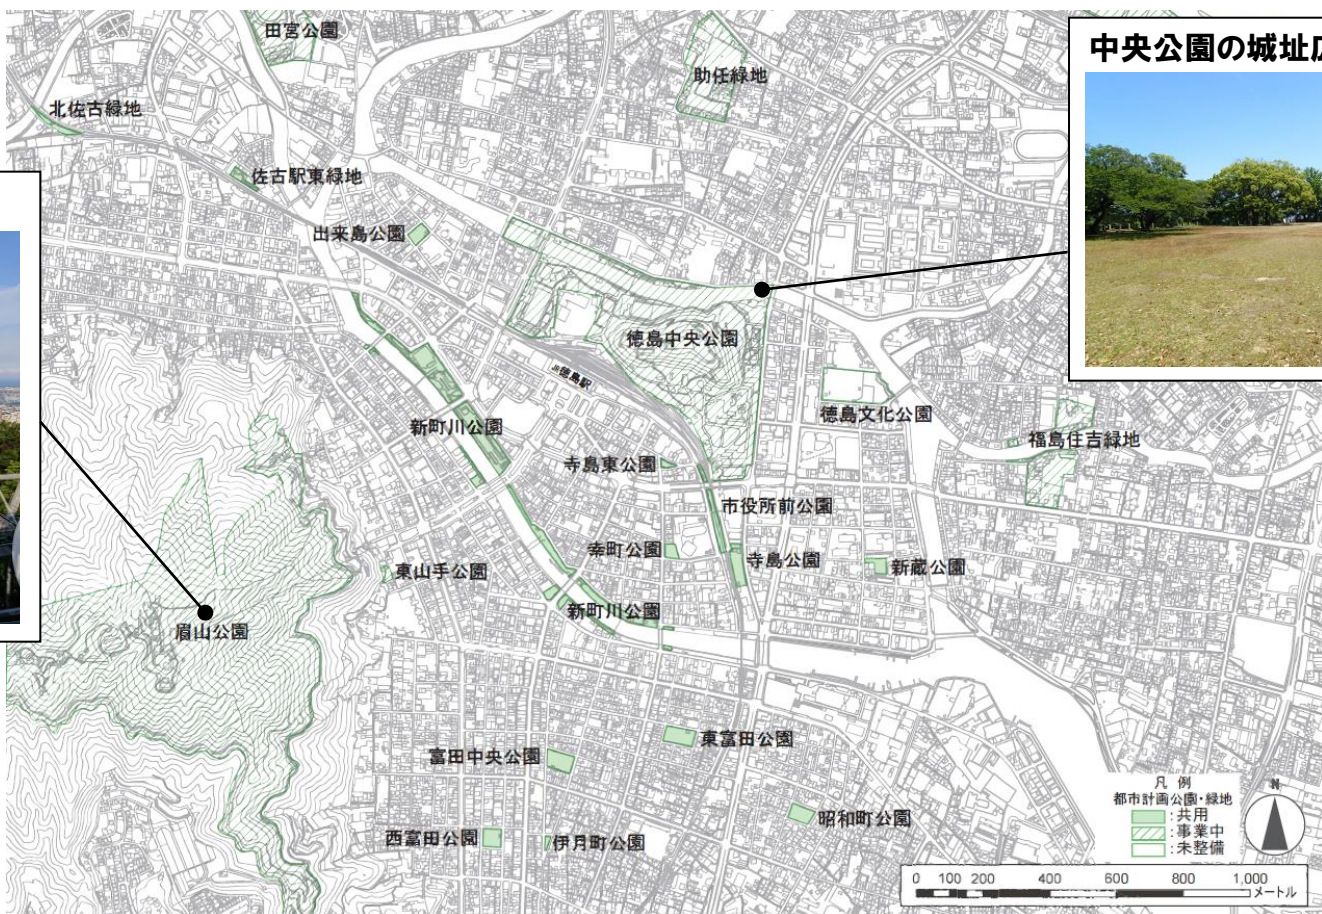 田宮公園
助任緑地
中央公園の城址
北佐古緑地
佐古駅東緑地
出来島公園
徳島中央公園
JR徳島駅
徳島文化公園
新町川公園
福島住吉緑地
寺島東公園
市役所前公園
幸町公園
寺島公園
新蔵公園
東山手公園
新町川公園
眉山公園
東富田公園
富田中央公園
昭和町公園
西富田公園
伊月町公園
凡例
都市計画公園・緑地
:共用
:事業中
:未整備
N
0 100 200 400 600 800 1,000
メートル